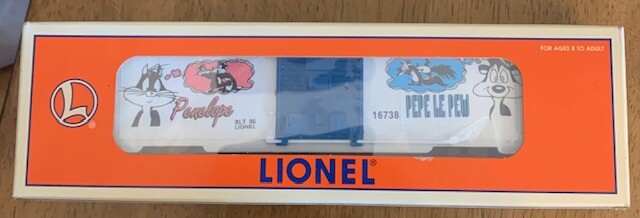 FOR AGES 8 TO ADULT
L
Penelope
BLT 96
LIONEL
16738
PEPE LE PEW
LIONEL®